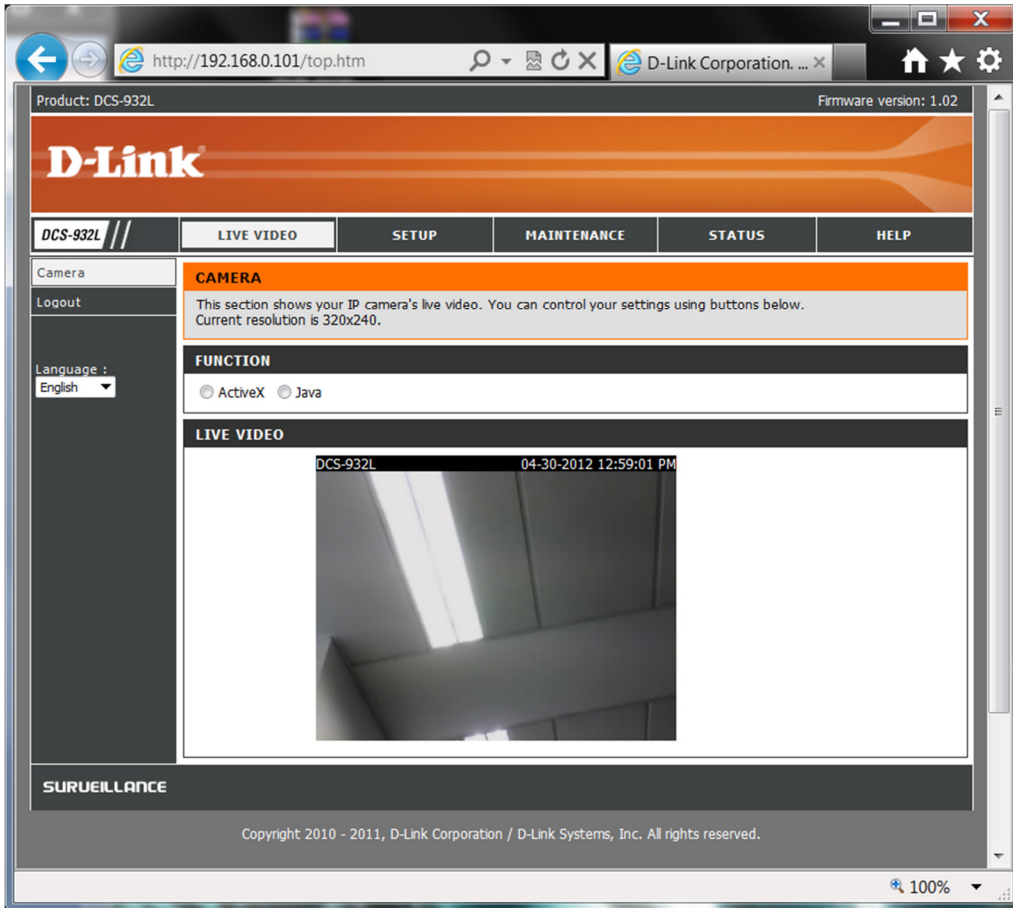 http://192.168.0.101/top.htm
D-Link Corporation. ...
Product: DCS-932L
Firmware version: 1.02
D-Link®
DCS-932L
LIVE VIDEO
SETUP
MAINTENANCE
STATUS
HELP
Camera
Logout
Language :
English
CAMERA
This section shows your IP camera's live video. You can control your settings using buttons below.
Current resolution is 320x240.
FUNCTION
ActiveX
Java
LIVE VIDEO
DCS-932L
04-30-2012 12:59:01 PM
SURVEILLANCE
Copyright 2010 - 2011, D-Link Corporation / D-Link Systems, Inc. All rights reserved.
100%